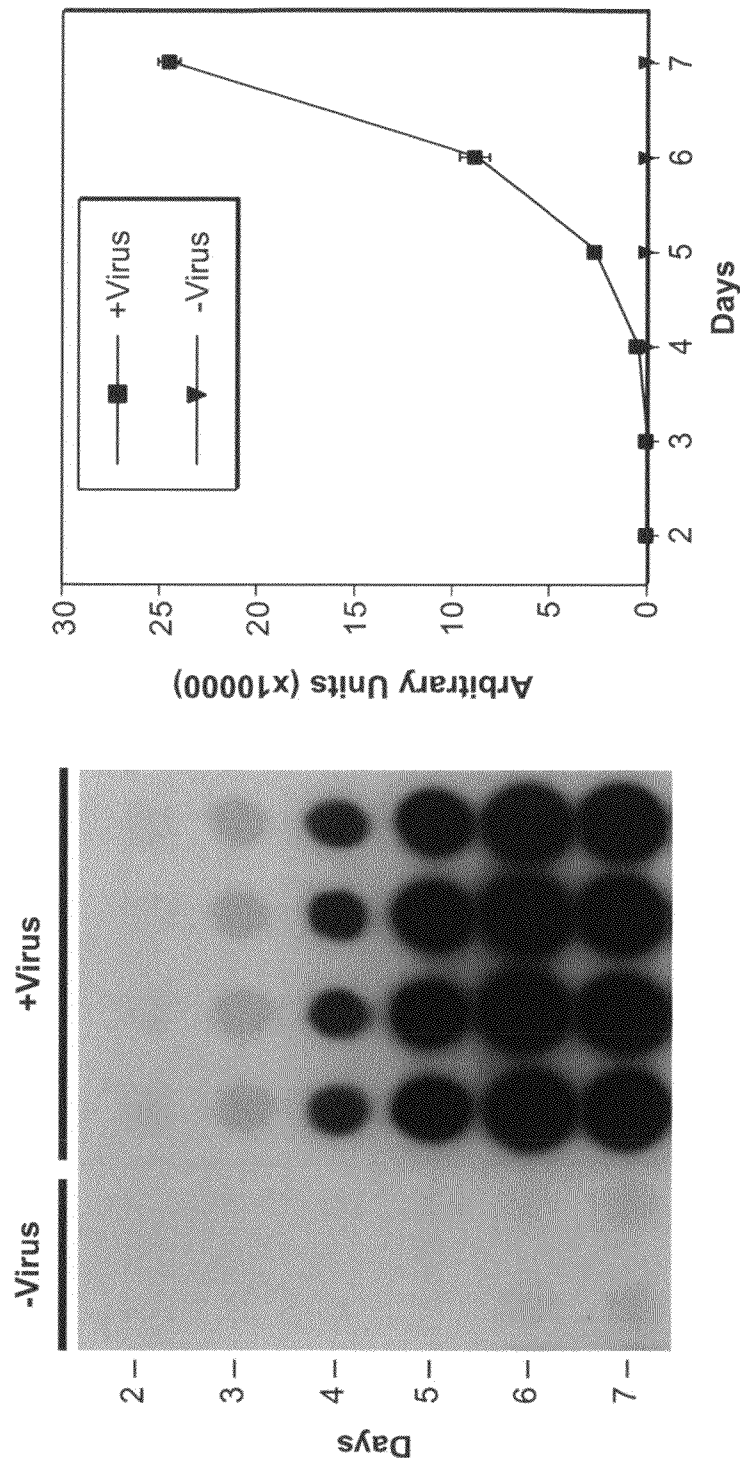 -Virus +Virus
Days
2-
3-
4-
5-
6-
7-
Arbitrary Units (x10000)
30
25
20
15
10
5
0
+Virus
-Virus
2 3 4 5 6 7
Days